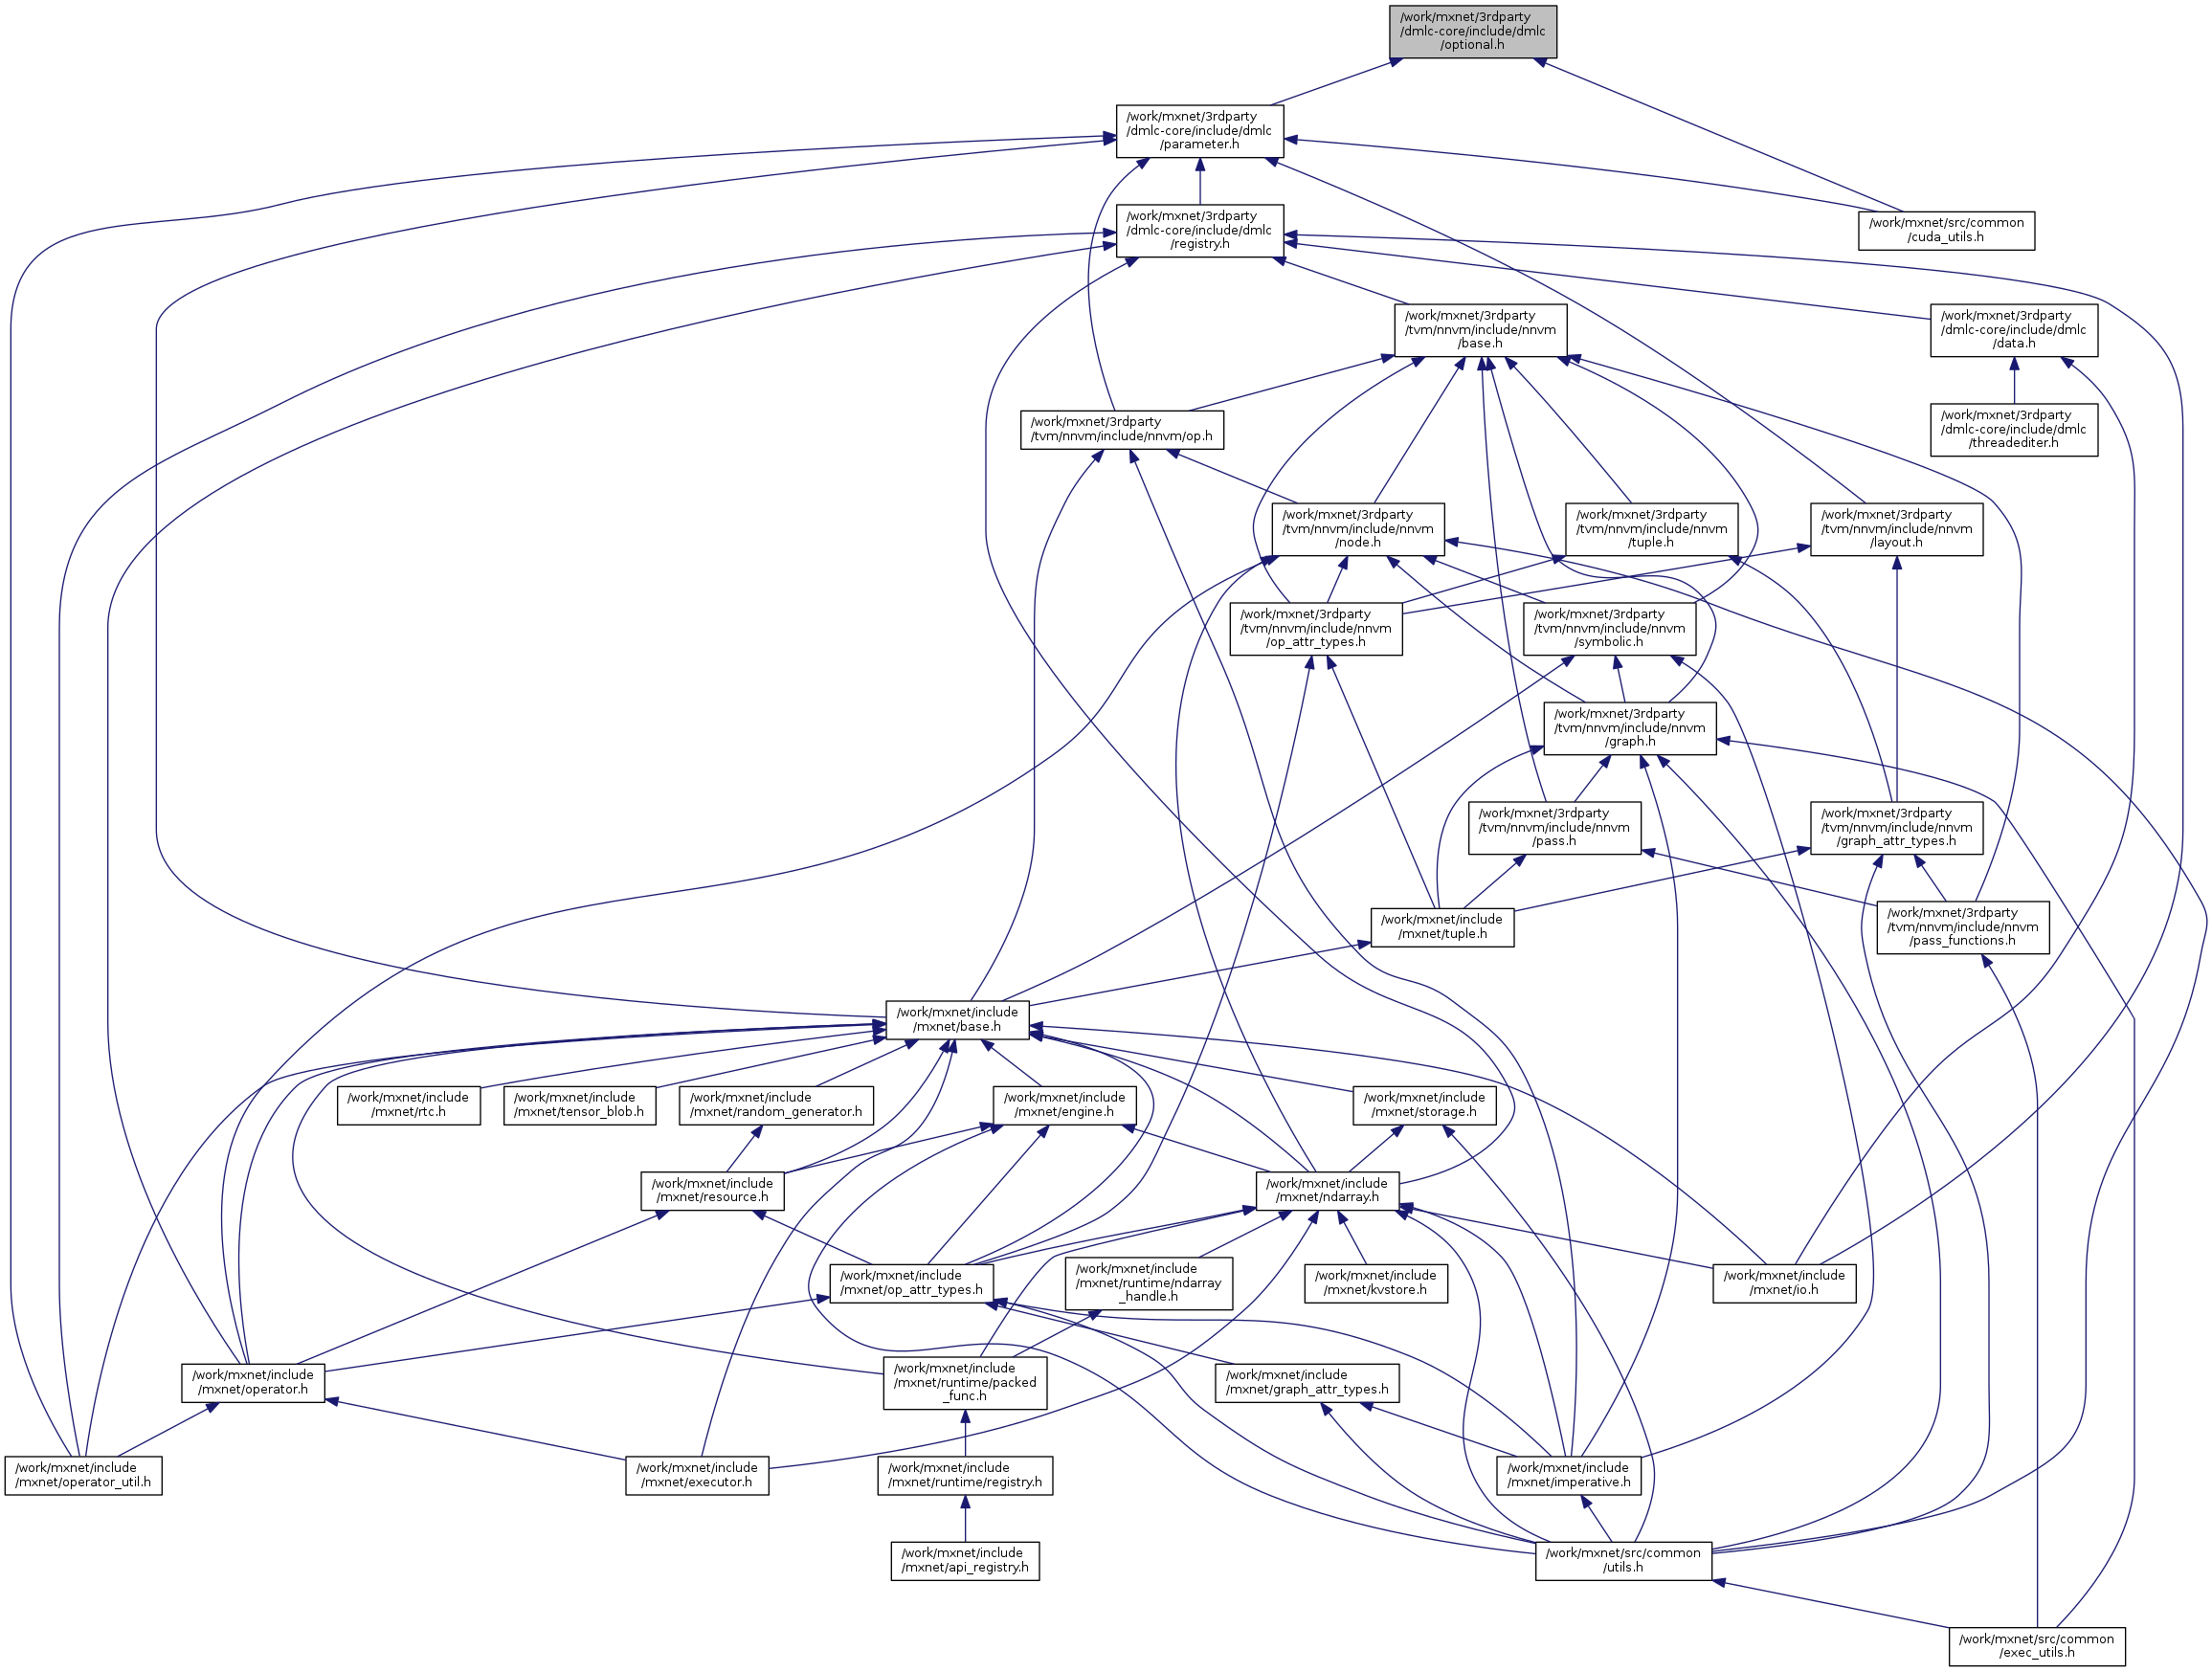 /work/mxnet/3rdparty
/dmlc-core/include/dmlc
/optional.h
/work/mxnet/3rdparty
/dmlc-core/include/dmlc
/parameter.h
/work/mxnet/3rdparty
/dmlc-core/include/dmlc
/registry.h
/work/mxnet/src/common
/cuda_utils.h
/work/mxnet/3rdparty
/tvm/nnvm/include/nnvm
/base.h
/work/mxnet/3rdparty
/dmlc-core/include/dmlc
/data.h
/work/mxnet/3rdparty
/tvm/nnvm/include/nnvm/op.h
/work/mxnet/3rdparty
/dmlc-core/include/dmlc
/threadediter.h
/work/mxnet/3rdparty
/tvm/nnvm/include/nnvm
/node.h
/work/mxnet/3rdparty
/tvm/nnvm/include/nnvm
/tuple.h
/work/mxnet/3rdparty
/tvm/nnvm/include/nnvm
/layout.h
/work/mxnet/3rdparty
/tvm/nnvm/include/nnvm
/op_attr_types.h
/work/mxnet/3rdparty
/tvm/nnvm/include/nnvm
/symbolic.h
/work/mxnet/3rdparty
/tvm/nnvm/include/nnvm
/graph.h
/work/mxnet/3rdparty
/tvm/nnvm/include/nnvm
/pass.h
/work/mxnet/3rdparty
/tvm/nnvm/include/nnvm
/graph_attr_types.h
/work/mxnet/include
/mxnet/tuple.h
/work/mxnet/3rdparty
/tvm/nnvm/include/nnvm
/pass_functions.h
/work/mxnet/include
/mxnet/base.h
/work/mxnet/include
/mxnet/rtc.h
/work/mxnet/include
/mxnet/tensor_blob.h
/work/mxnet/include
/mxnet/random_generator.h
/work/mxnet/include
/mxnet/engine.h
/work/mxnet/include
/mxnet/storage.h
/work/mxnet/include
/mxnet/resource.h
/work/mxnet/include
/mxnet/ndarray.h
/work/mxnet/include
/mxnet/op_attr_types.h
/work/mxnet/include
/mxnet/runtime/ndarray
_handle.h
/work/mxnet/include
/mxnet/kvstore.h
/work/mxnet/include
/mxnet/io.h
/work/mxnet/include
/mxnet/operator.h
/work/mxnet/include
/mxnet/runtime/packed
_func.h
/work/mxnet/include
/mxnet/graph_attr_types.h
/work/mxnet/include
/mxnet/operator_util.h
/work/mxnet/include
/mxnet/executor.h
/work/mxnet/include
/mxnet/runtime/registry.h
/work/mxnet/include
/mxnet/imperative.h
/work/mxnet/include
/mxnet/api_registry.h
/work/mxnet/src/common
/utils.h
/work/mxnet/src/common
/exec_utils.h